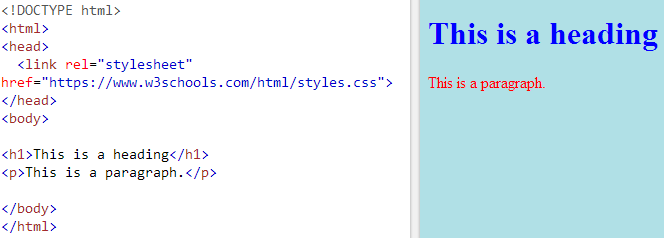 <!DOCTYPE html>
<html>
<head>
  <link rel="stylesheet"
href="https://www.w3schools.com/html/styles.css">
</head>
<body>

<h1>This is a heading</h1>
<p>This is a paragraph.</p>

</body>
</html>
This is a heading
This is a paragraph.